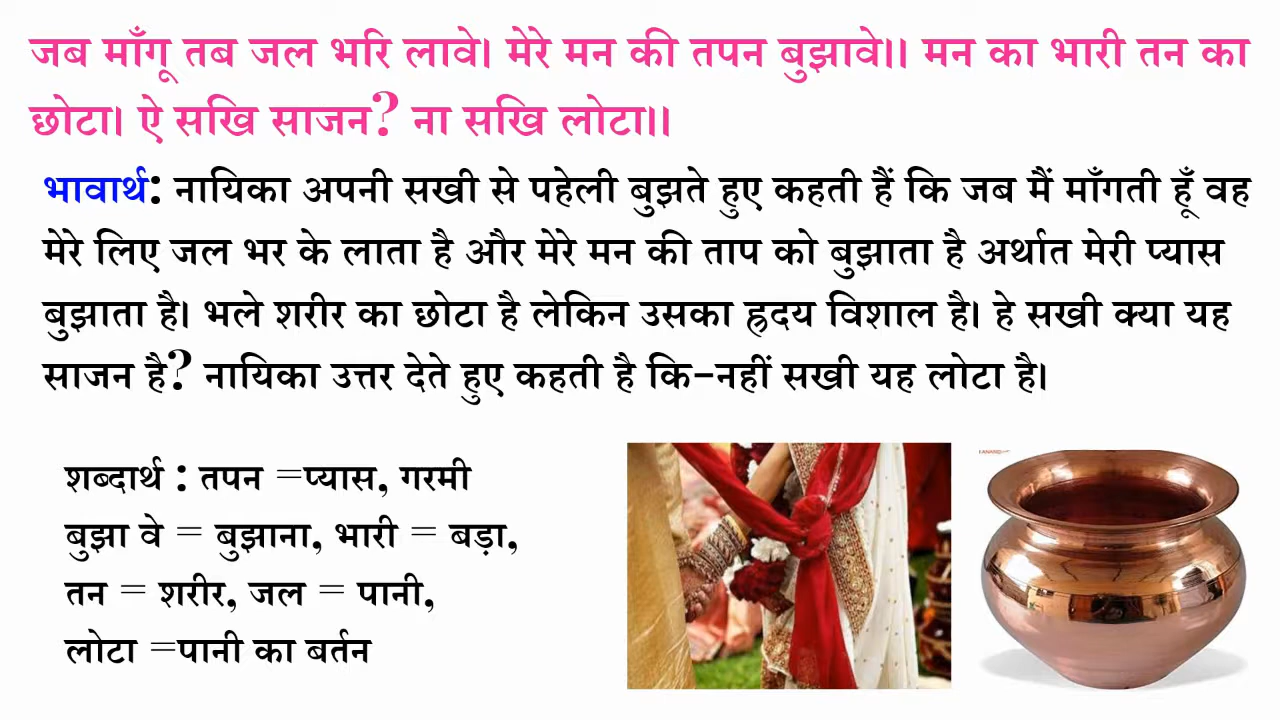 जब माँगू तब जल भरि लावे। मेरे मन की तपन बुझावे।। मन का भारी तन का
छोटा। ऐ सखि साजन? ना सखि लोटा।।
भावार्थ: नायिका अपनी सखी से पहेली बुझते हुए कहती हैं कि जब मैं माँगती हूँ वह
मेरे लिए जल भर के लाता है और मेरे मन की ताप को बुझाता है अर्थात मेरी प्यास
बुझाता है। भले शरीर का छोटा है लेकिन उसका ह्रदय विशाल है। हे सखी क्या यह
साजन है? नायिका उत्तर देते हुए कहती है कि-नहीं सखी यह लोटा है।
शब्दार्थ : तपन =प्यास, गरमी
बुझा वे = बुझाना, भारी = बड़ा,
तन = शरीर, जल = पानी,
लोटा =पानी का बर्तन